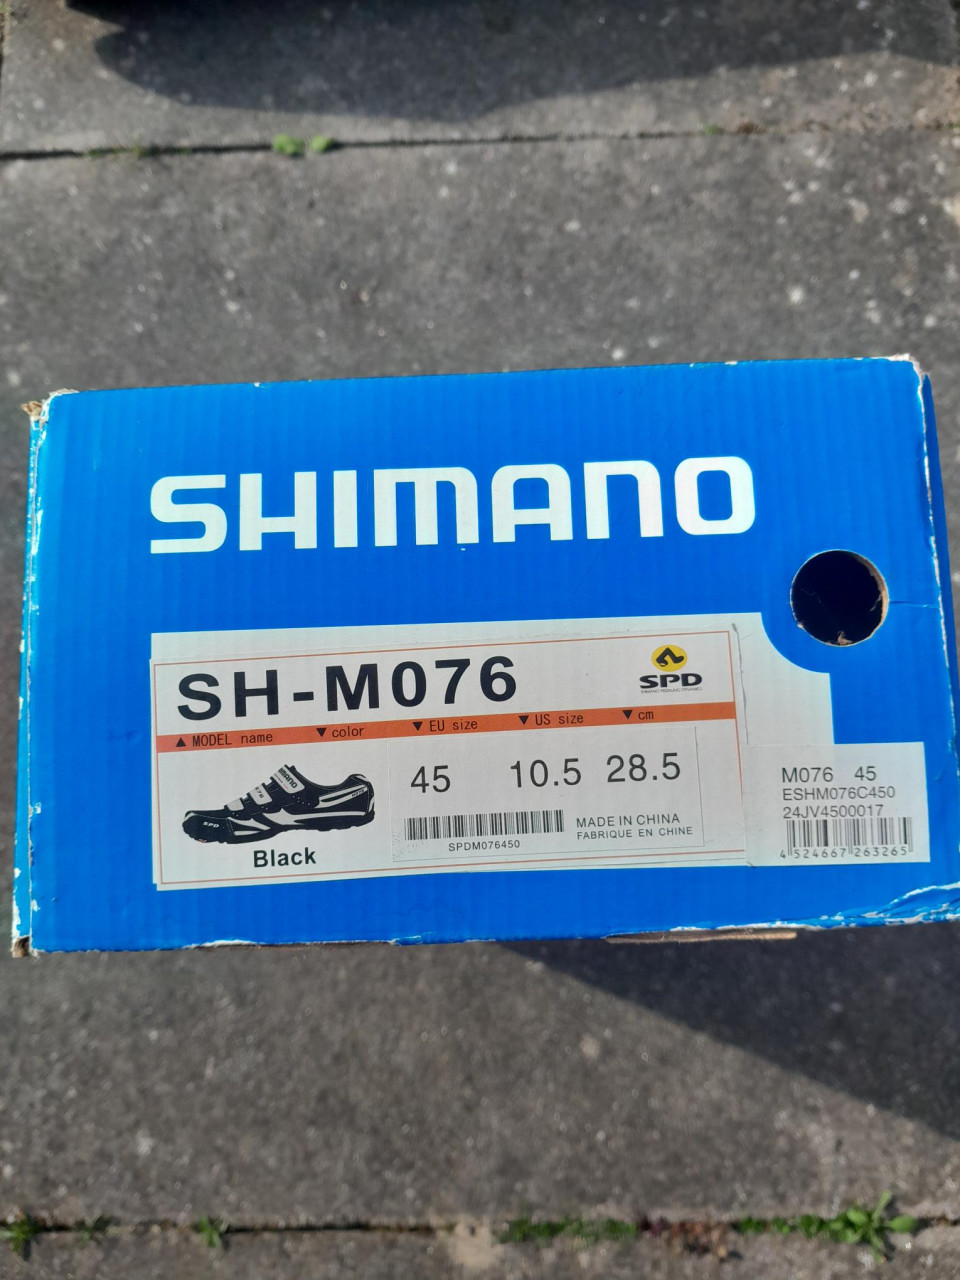 SHIMANO
SH-M076
SPD
▲ MODEL name ▼ color ▼ EU size ▼ US size ▼ cm
45 10.5 28.5
SPD
Black
SPDM076450
MADE IN CHINA
FABRIQUE EN CHINE
M076 45
ESHM076C450
24JV4500017
4 524667 263265